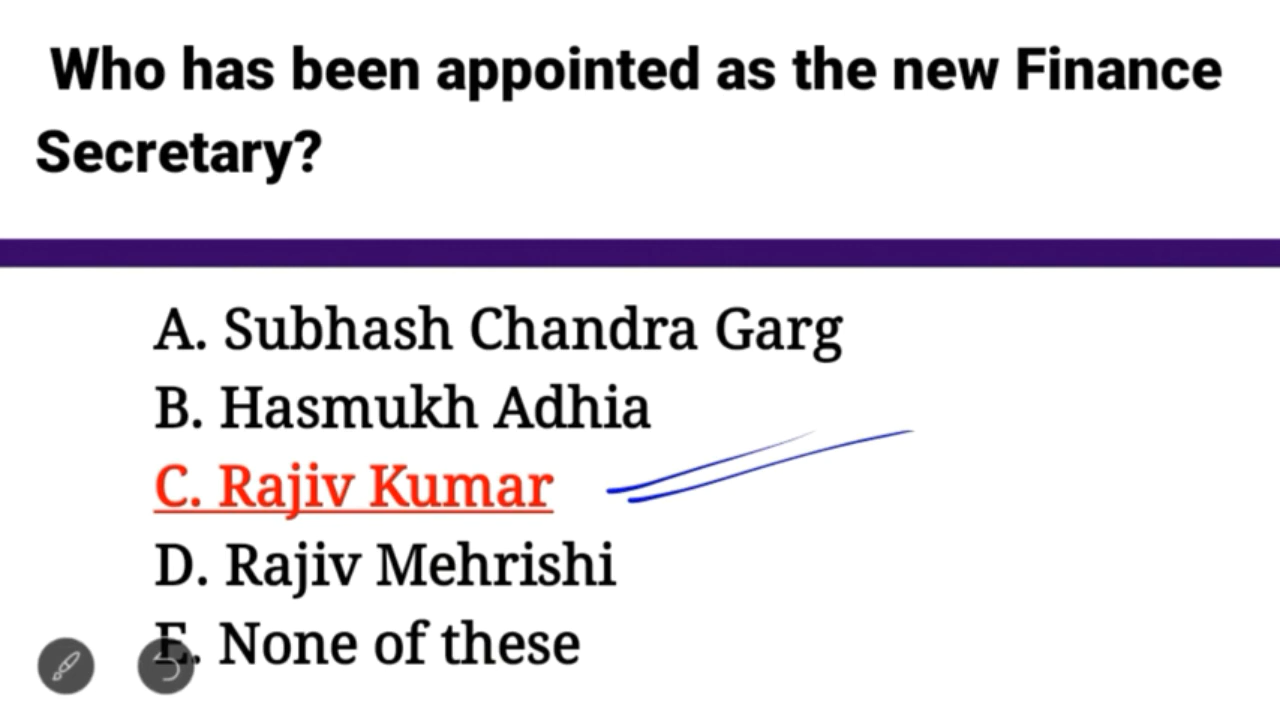 Who has been appointed as the new Finance
Secretary?
A. Subhash Chandra Garg
B. Hasmukh Adhia
C. Rajiv Kumar
D. Rajiv Mehrishi
E. None of these